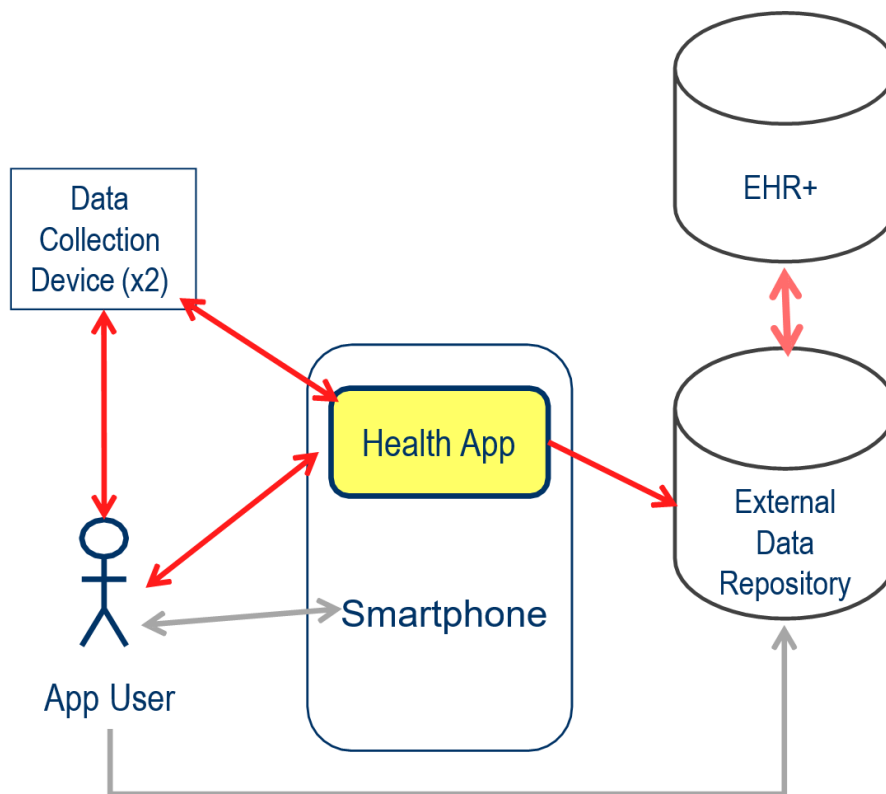 EHR+
Data
Collection
Device (x2)
Health App
External
Data
Repository
Smartphone
App User